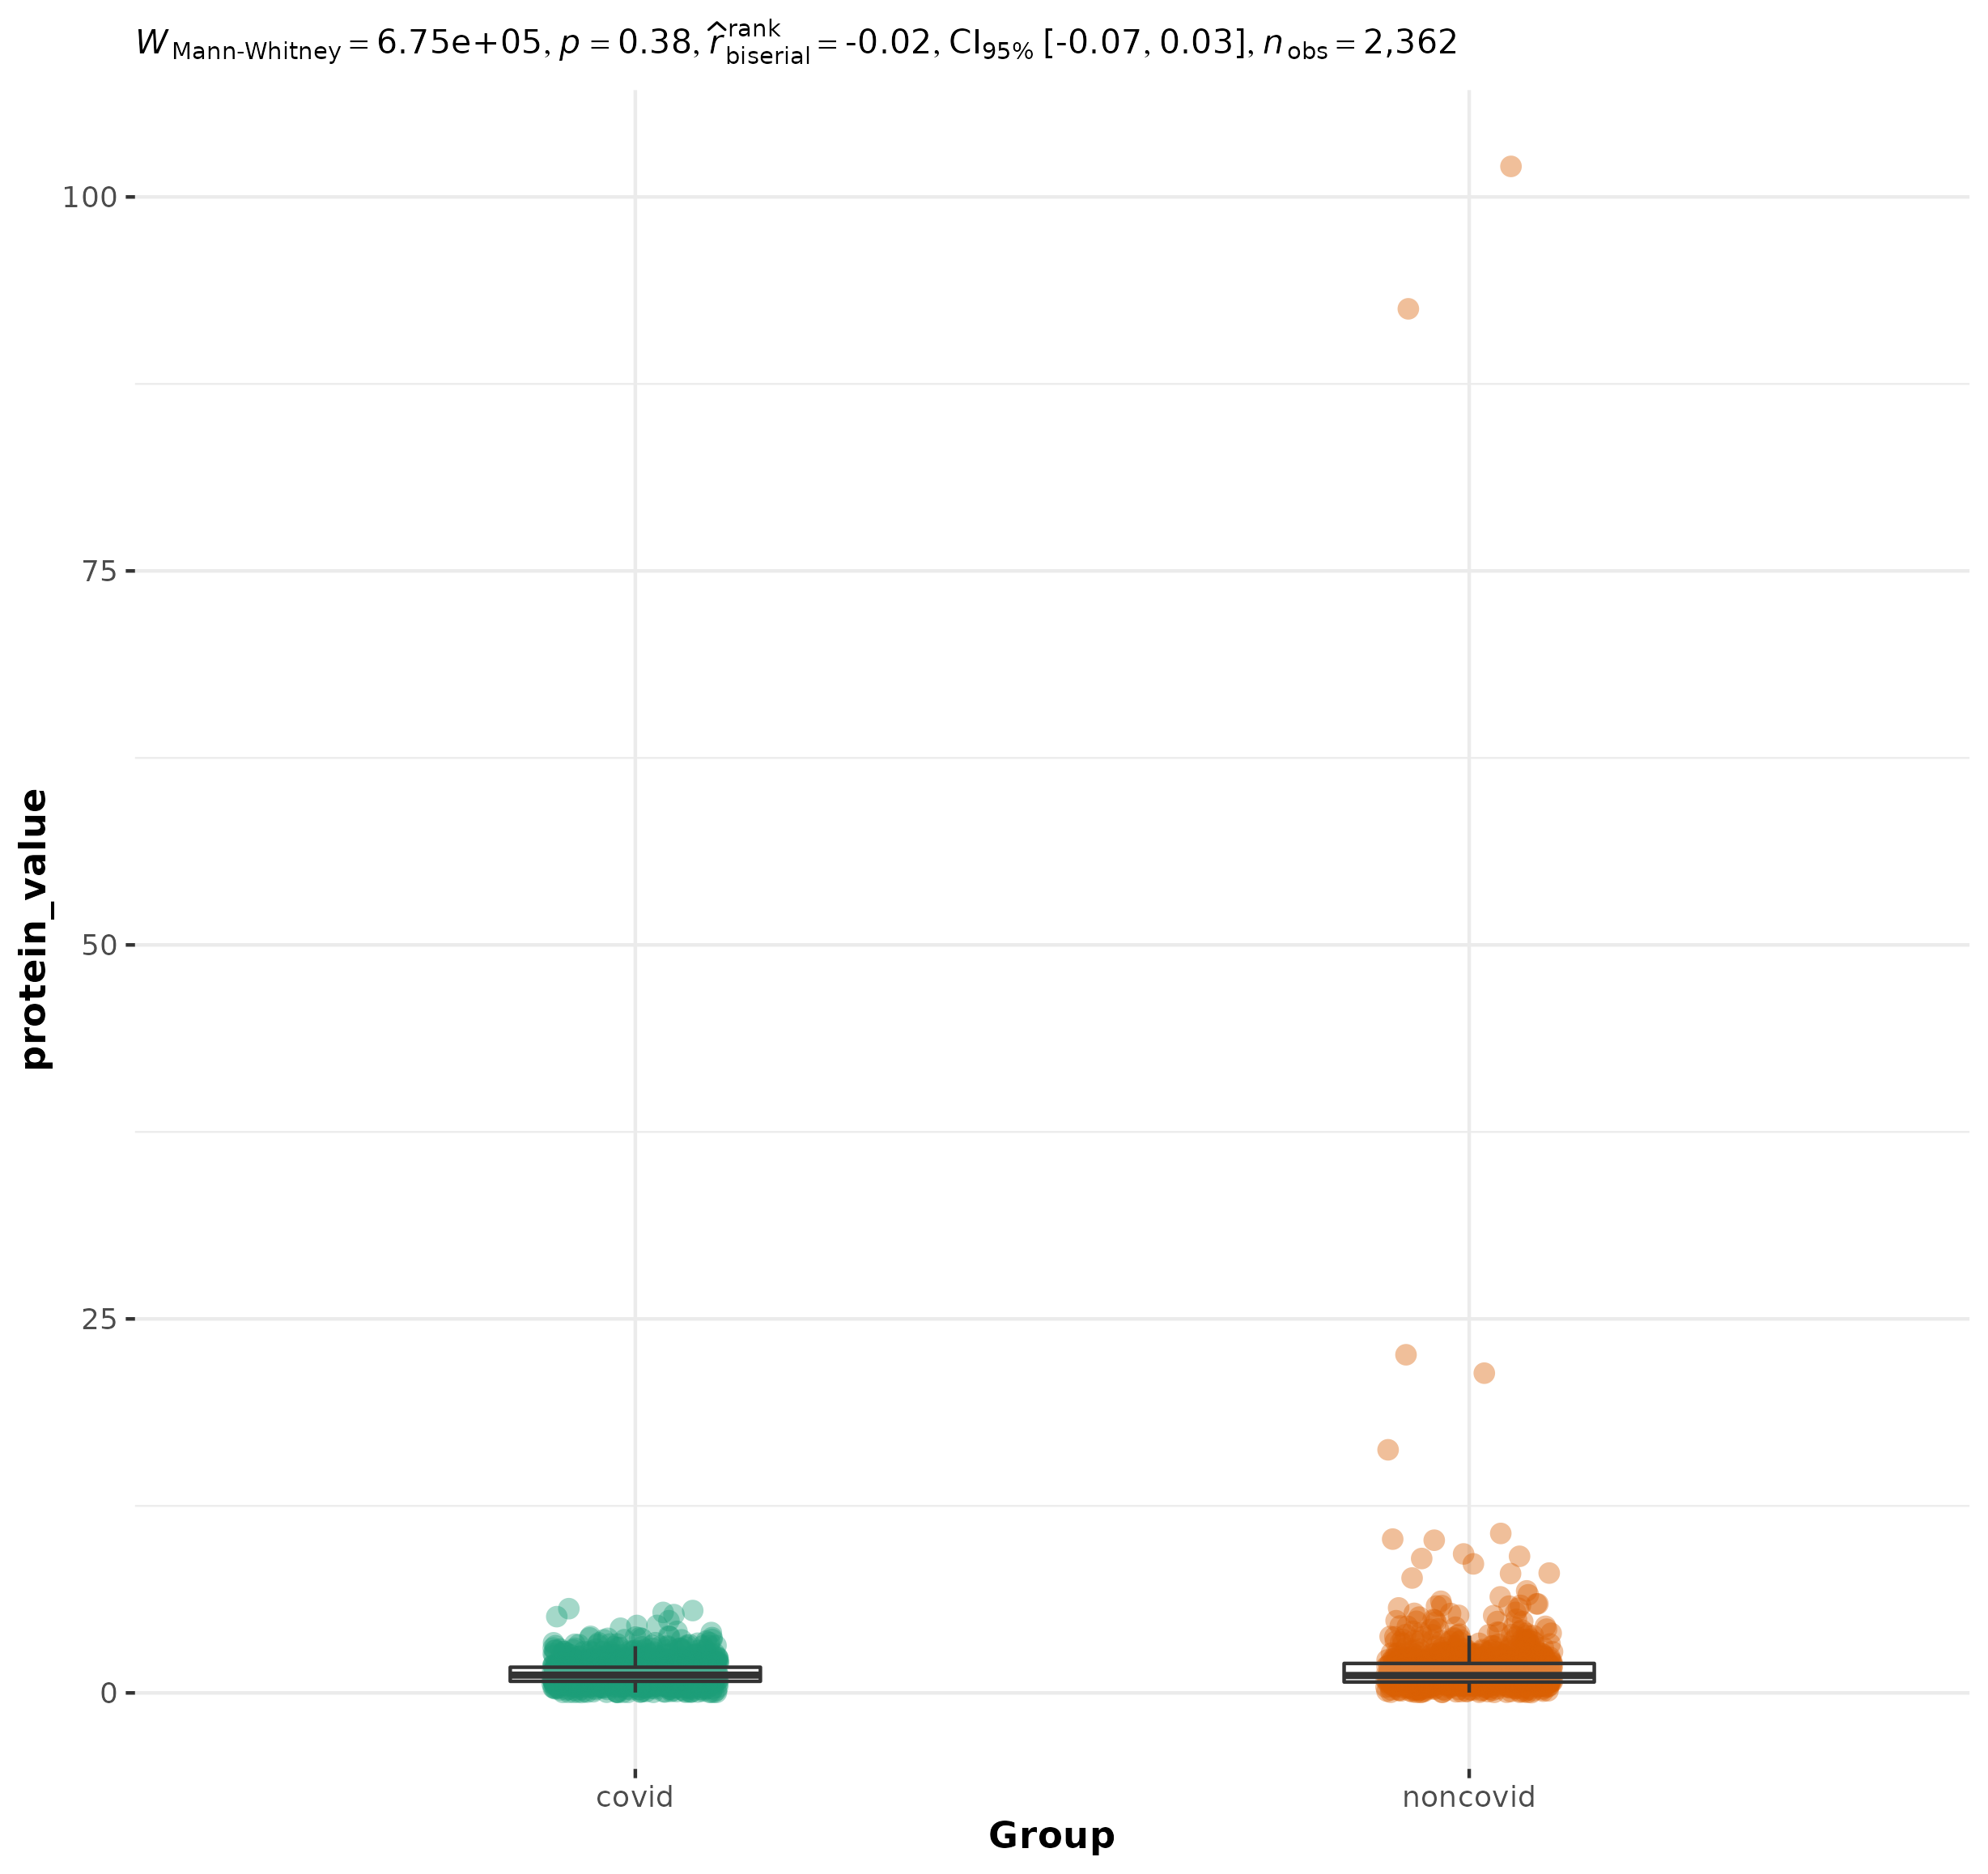 W Mann-Whitney = 6.75e+05, p = 0.38, r̂ rank biserial = -0.02, CI95% [-0.07, 0.03], n obs = 2,362
100
75
50
25
0
protein_value
covid noncovid
Group